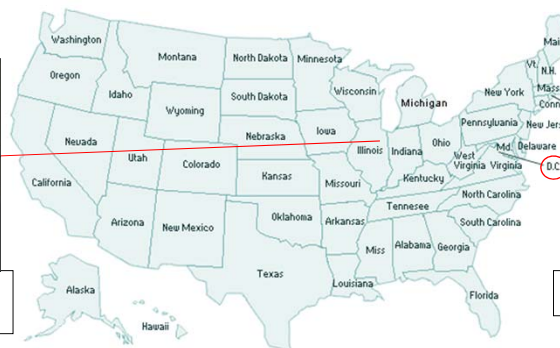 Washington
Montana
North Dakota
Minnesota
Oregon
Idaho
Wyoming
South Dakota
Wisconsin
Michigan
New York
Vt.
N.H.
Mai
Mass
Conn
Nevada
Utah
Colorado
Nebraska
Iowa
Illinois
Indiana
Ohio
Pennsylvania
New Jers
Md.
Delaware
D.C
California
Kansas
Missouri
Kentucky
West
Virginia
Virginia
Arizona
New Mexico
Oklahoma
Arkansas
Tennesee
North Carolina
South Carolina
Texas
Louisiana
Miss
Alabama
Georgia
Florida
Alaska
Hawaii